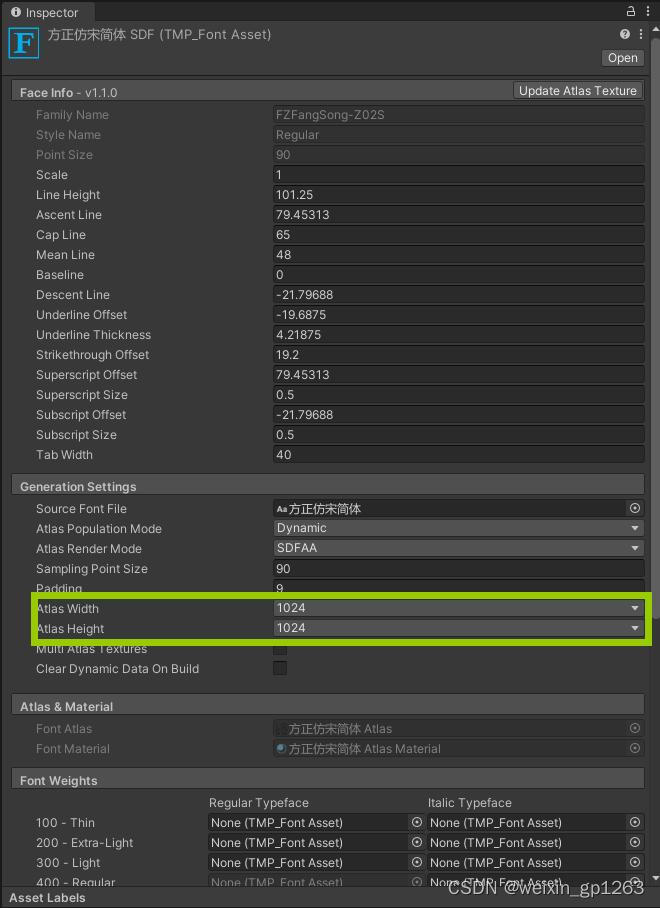 Inspector
方正仿宋简体 SDF (TMP_Font Asset)
Open
Face Info - v1.1.0 Update Atlas Texture
Family Name FZFangSong-Z02S
Style Name Regular
Point Size 90
Scale 1
Line Height 101.25
Ascent Line 79.45313
Cap Line 65
Mean Line 48
Baseline 0
Descent Line -21.79688
Underline Offset -19.6875
Underline Thickness 4.21875
Strikethrough Offset 19.2
Superscript Offset 79.45313
Superscript Size 0.5
Subscript Offset -21.79688
Subscript Size 0.5
Tab Width 40
Generation Settings
Source Font File Aa方正仿宋简体
Atlas Population Mode Dynamic
Atlas Render Mode SDFAA
Sampling Point Size 90
Padding 9
Atlas Width 1024
Atlas Height 1024
Multi Atlas Textures
Clear Dynamic Data On Build
Atlas & Material
Font Atlas 方正仿宋简体 Atlas
Font Material 方正仿宋简体 Atlas Material
Font Weights
Regular Typeface Italic Typeface
100 - Thin None (TMP_Font Asset) None (TMP_Font Asset)
200 - Extra-Light None (TMP_Font Asset) None (TMP_Font Asset)
300 - Light None (TMP_Font Asset) None (TMP_Font Asset)
400 - Regular None (TMP_Font Asset) None (TMP_Font Asset)
CSDN @weixin_gp1263
Asset Labels